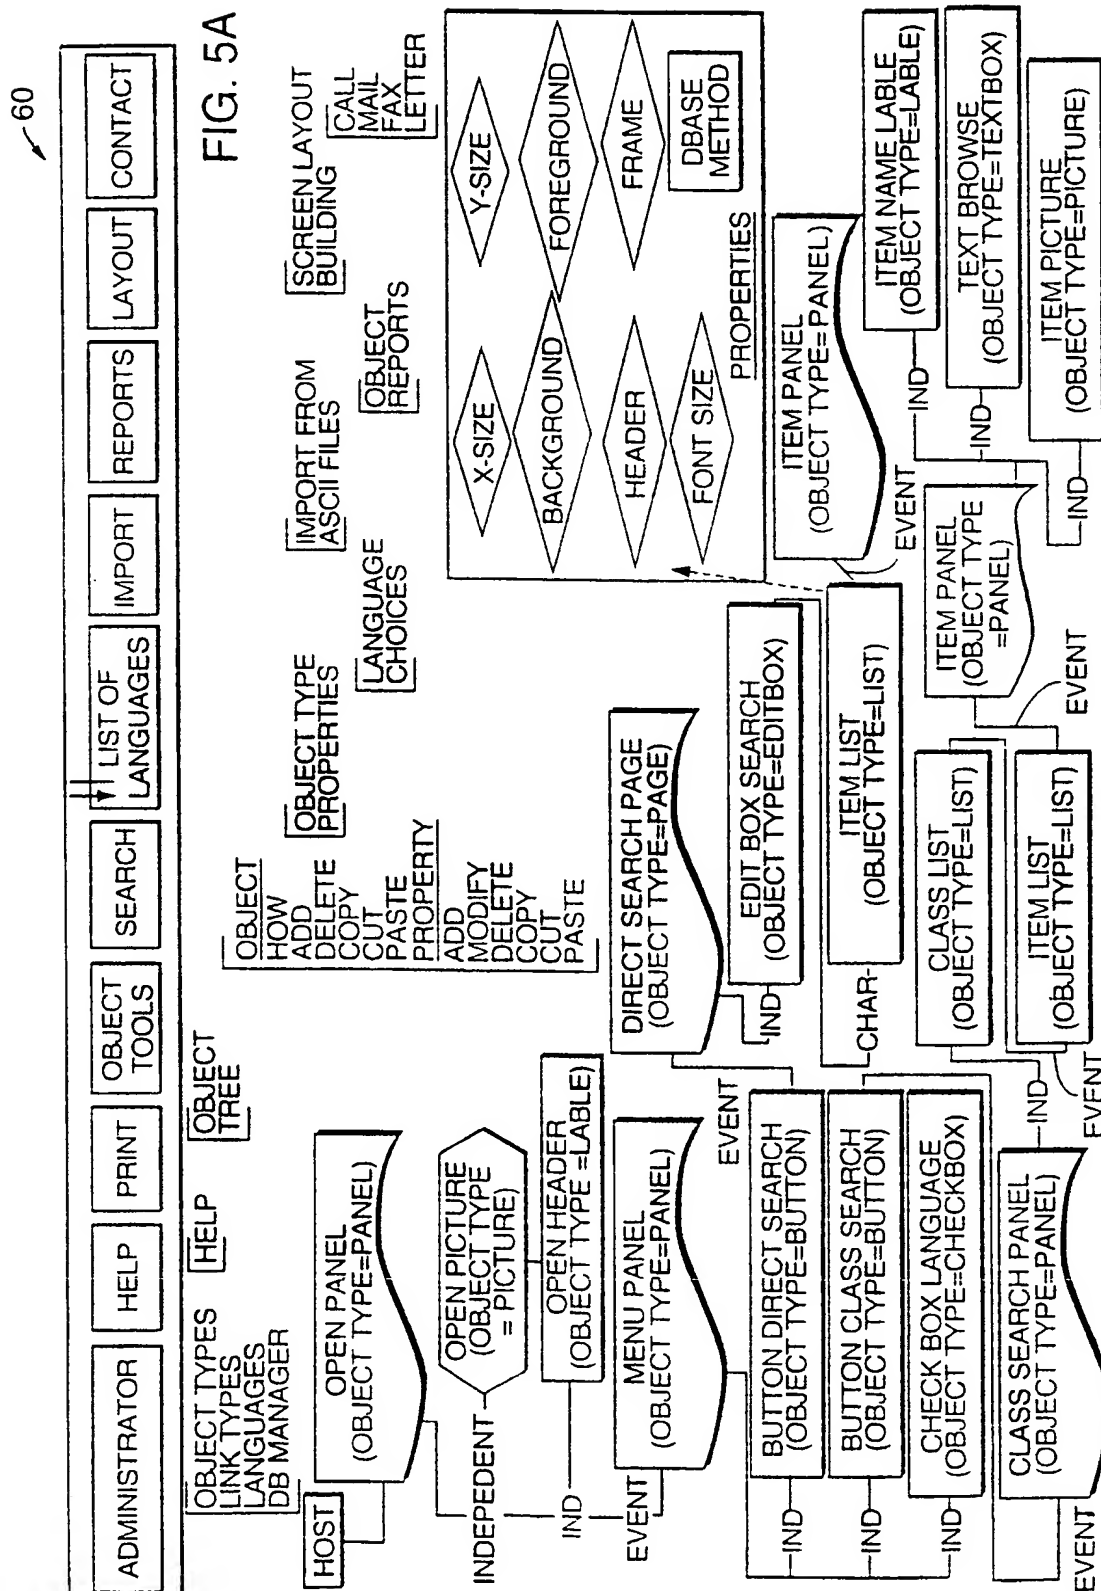 60
FIG. 5A
ADMINISTRATOR
HELP
PRINT
OBJECT
TOOLS
SEARCH
LIST OF
LANGUAGES
IMPORT
REPORTS
LAYOUT
CONTACT
OBJECT TYPES
LINK TYPES
LANGUAGES
DB MANAGER
HELP
OBJECT
TREE
OBJECT
HOW
ADD
DELETE
COPY
CUT
PASTE
PROPERTY
ADD
MODIFY
DELETE
COPY
CUT
PASTE
OBJECT TYPE
PROPERTIES
LANGUAGE
CHOICES
IMPORT FROM
ASCII FILES
OBJECT
REPORTS
SCREEN LAYOUT
BUILDING
CALL
MAIL
FAX
LETTER
HOST
OPEN PANEL
(OBJECT TYPE=PANEL)
INDEPEDENT
OPEN PICTURE
(OBJECT TYPE
= PICTURE)
IND
OPEN HEADER
(OBJECT TYPE =LABLE)
EVENT
MENU PANEL
(OBJECT TYPE=PANEL)
EVENT
IND
BUTTON DIRECT SEARCH
(OBJECT TYPE=BUTTON)
IND
BUTTON CLASS SEARCH
(OBJECT TYPE=BUTTON)
IND
CHECK BOX LANGUAGE
(OBJECT TYPE=CHECKBOX)
EVENT
CLASS SEARCH PANEL
(OBJECT TYPE=PANEL)
DIRECT SEARCH PAGE
(OBJECT TYPE=PAGE)
IND
EDIT BOX SEARCH
(OBJECT TYPE=EDITBOX)
CHAR
ITEM LIST
(OBJECT TYPE=LIST)
IND
CLASS LIST
(OBJECT TYPE=LIST)
EVENT
ITEM LIST
(OBJECT TYPE=LIST)
X-SIZE
Y-SIZE
BACKGROUND
FOREGROUND
HEADER
FRAME
FONT SIZE
DBASE
METHOD
PROPERTIES
EVENT
ITEM PANEL
(OBJECT TYPE=PANEL)
EVENT
ITEM PANEL
(OBJECT TYPE
=PANEL)
IND
ITEM NAME LABLE
(OBJECT TYPE=LABLE)
IND
TEXT BROWSE
(OBJECT TYPE=TEXTBOX)
IND
ITEM PICTURE
(OBJECT TYPE=PICTURE)